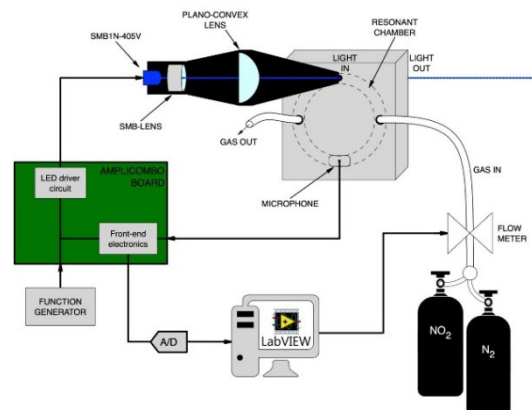 PLANO-CONVEX
LENS
SMB1N-405V
RESONANT
CHAMBER
LIGHT
IN
LIGHT
OUT
SMB-LENS
GAS OUT
GAS IN
AMPLICOMBO
BOARD
LED driver
circuit
MICROPHONE
Front-end
electronics
FLOW
METER
FUNCTION
GENERATOR
A/D
LabVIEW
NO2
N2